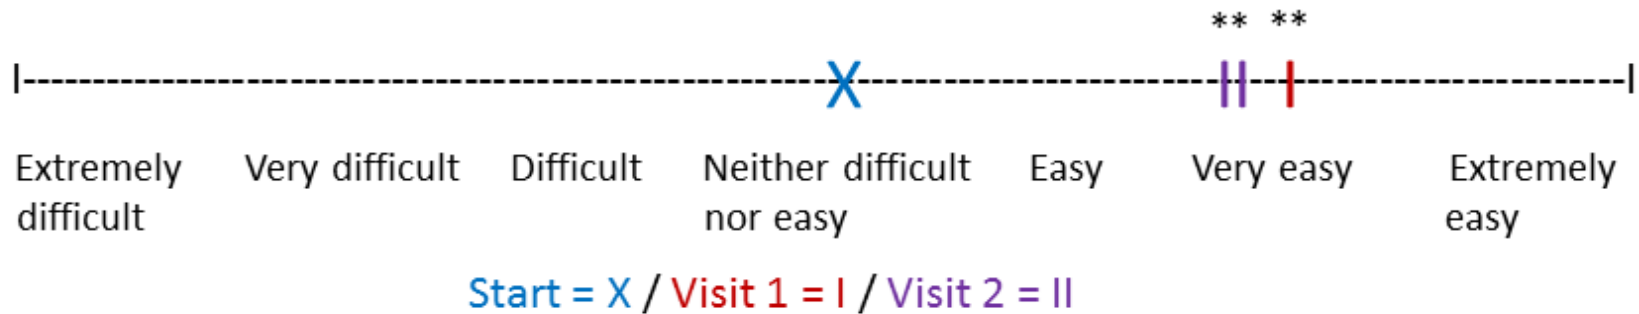 ** **
|------------------------------------------------X----------------------||--|--------------------|
Extremely difficult Very difficult Difficult Neither difficult nor easy Easy Very easy Extremely easy
Start = X / Visit 1 = I / Visit 2 = II